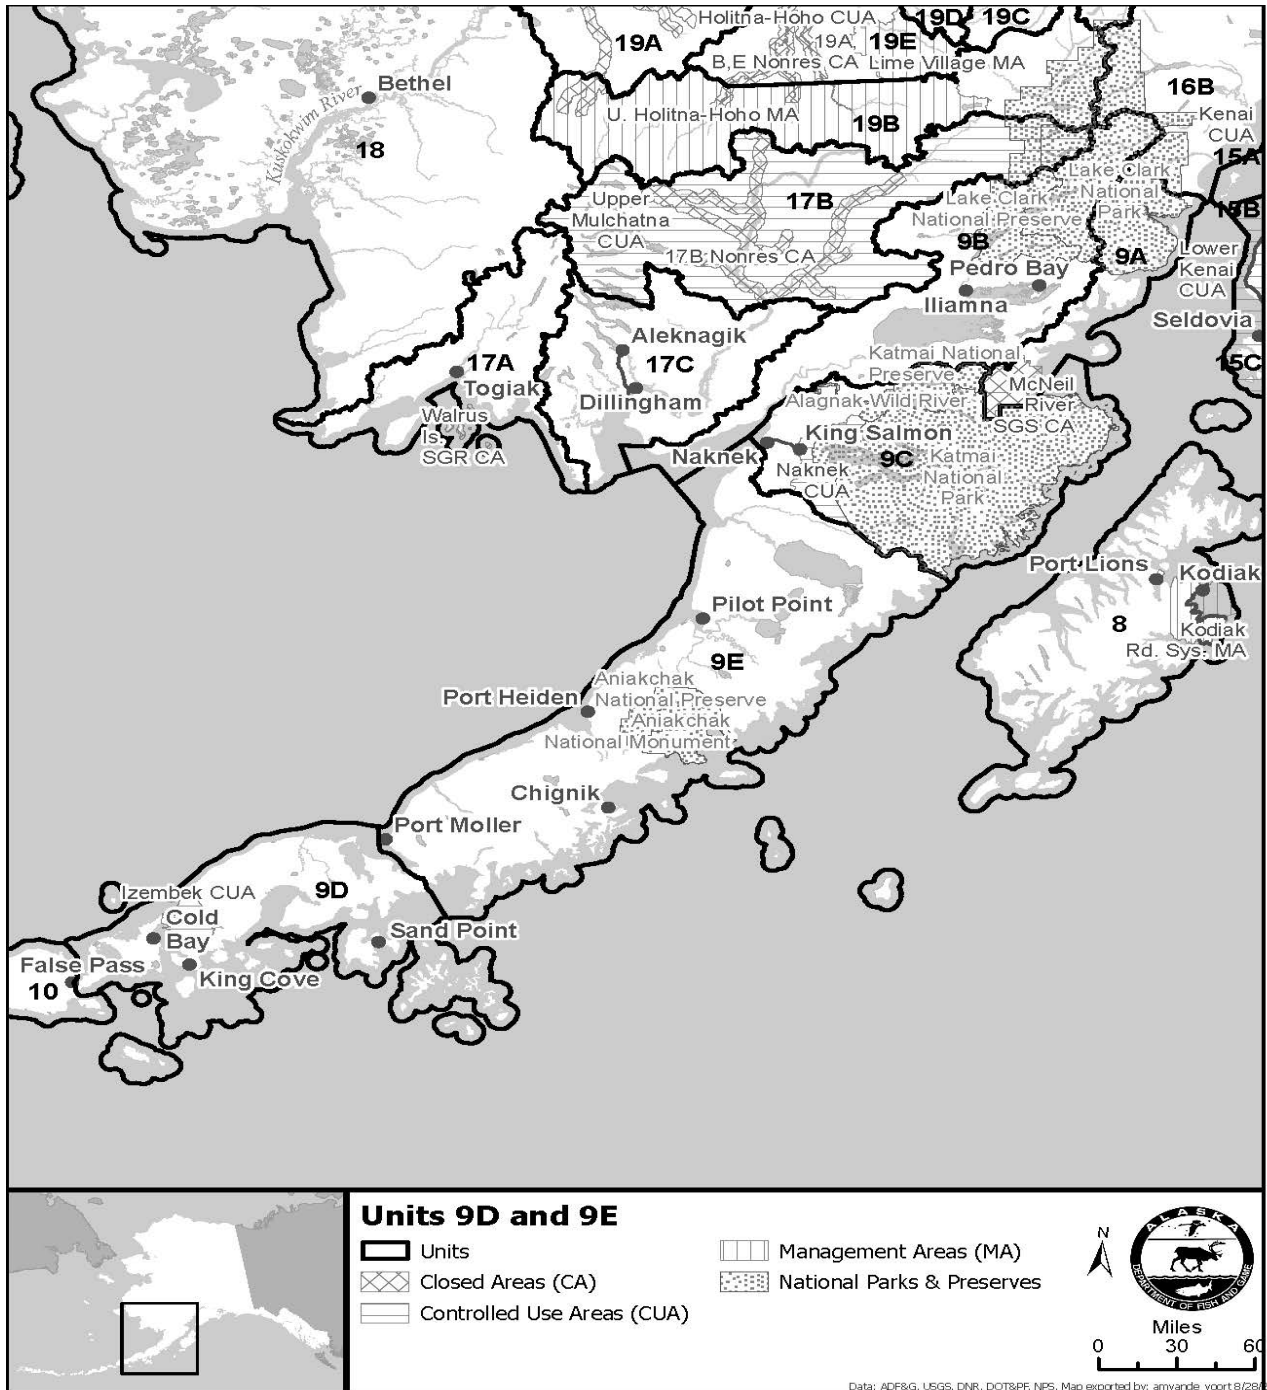 Holitna-Hoho CUA
19D
19C
19A
19A
19E
B,E Nonres CA
Lime Village MA
Bethel
16B
Kuskokwim River
U. Holitna-Hoho MA
19B
Kenai
CUA
18
15A
Lake Clark
National
Park
Upper
Mulchatna
CUA
17B
Lake Clark
National Preserve
15B
9B
17B Nonres CA
9A
Lower
Kenai
CUA
Pedro Bay
Iliamna
Seldovia
Aleknagik
17A
17C
Katmai National
Preserve
15C
Togiak
Dillingham
Alagnak Wild River
McNeil
River
SGS CA
Walrus
Is.
SGR CA
King Salmon
Naknek
9C
Katmai
National
Park
Naknek
CUA
Port Lions
Kodiak
Pilot Point
8
Kodiak
Rd. Sys. MA
9E
Aniakchak
National Preserve
Port Heiden
Aniakchak
National Monument
Chignik
Port Moller
Izembek CUA
9D
Cold
Bay
Sand Point
False Pass
King Cove
10
Units 9D and 9E
Units
Closed Areas (CA)
Controlled Use Areas (CUA)
Management Areas (MA)
National Parks & Preserves
N
ALASKA
DEPARTMENT OF FISH AND GAME
Miles
0 30 60
Data: ADF&G, USGS, DNR, DOT&PF, NPS. Map exported by: